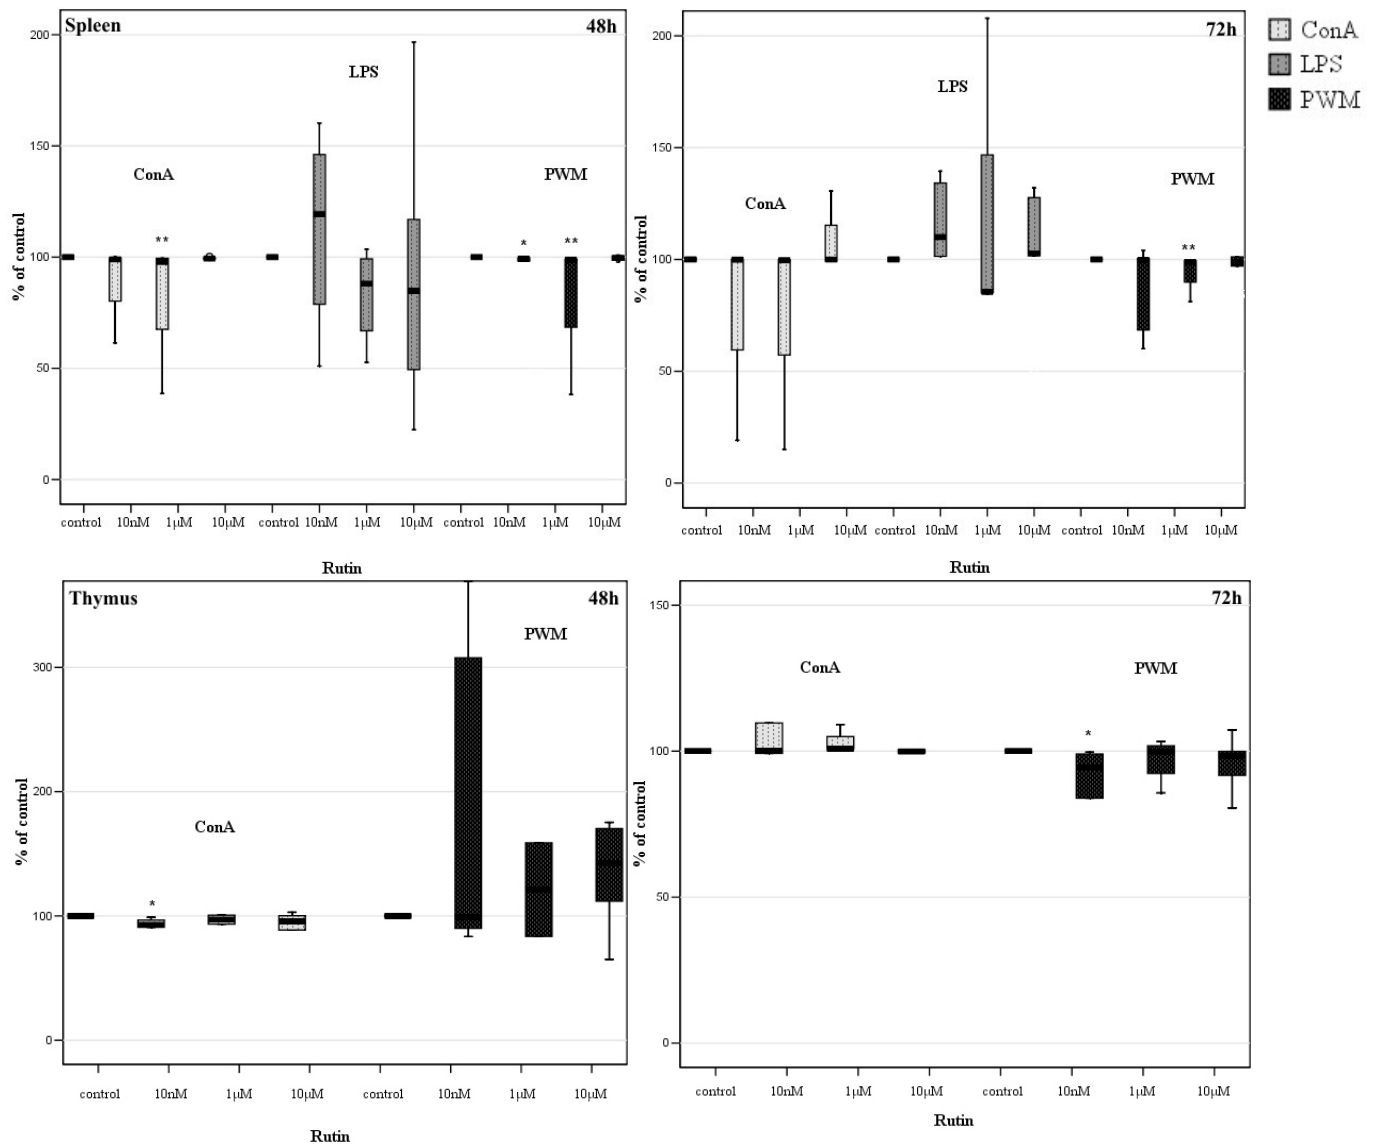 Spleen 48h
200
150
100
50
0
% of control
ConA
LPS
PWM
**
*
**
control 10nM 1µM 10µM control 10nM 1µM 10µM control 10nM 1µM 10µM
Rutin
72h
200
150
100
50
0
% of control
ConA
LPS
PWM
**
control 10nM 1µM 10µM control 10nM 1µM 10µM control 10nM 1µM 10µM
Rutin
ConA
LPS
PWM
Thymus 48h
300
200
100
0
% of control
ConA
PWM
*
control 10nM 1µM 10µM control 10nM 1µM 10µM
Rutin
72h
150
100
50
0
% of control
ConA
PWM
*
control 10nM 1µM 10µM control 10nM 1µM 10µM
Rutin